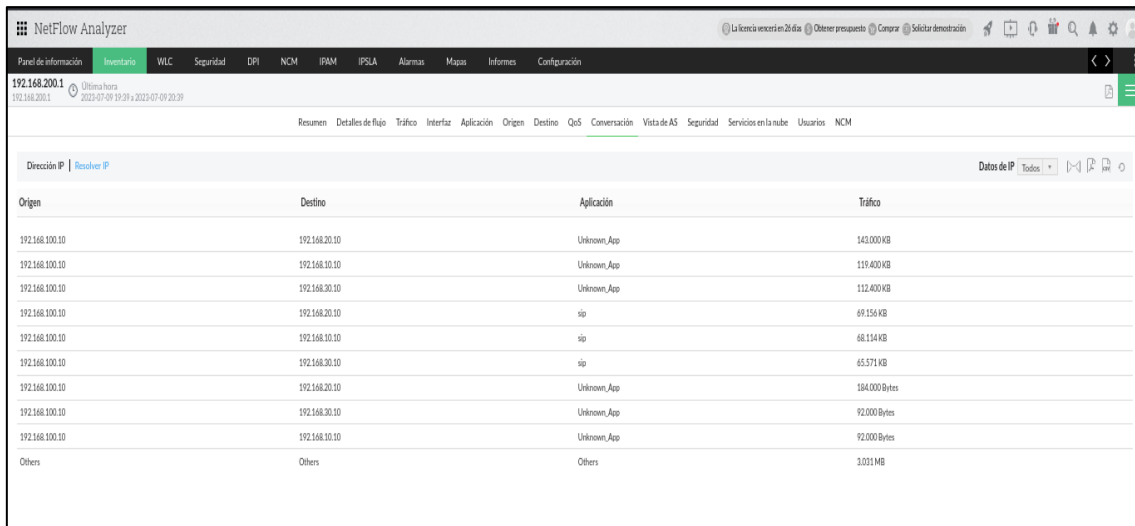 NetFlow Analyzer La licencia vencerá en 26 días Obtener presupuesto Comprar Solicitar demostración
Panel de información Inventario WLC Seguridad DPI NCM IPAM IPSLA Alarmas Mapas Informes Configuración
192.168.200.1 Última hora
192.168.200.1 2023-07-09 19:39 a 2023-07-09 20:39
Resumen Detalles de flujo Tráfico Interfaz Aplicación Origen Destino QoS Conversación Vista de AS Seguridad Servicios en la nube Usuarios NCM
Dirección IP | Resolver IP Datos de IP Todos
Origen Destino Aplicación Tráfico
192.168.100.10 192.168.20.10 Unknown_App 143.000 KB
192.168.100.10 192.168.10.10 Unknown_App 119.400 KB
192.168.100.10 192.168.30.10 Unknown_App 112.400 KB
192.168.100.10 192.168.20.10 sip 69.156 KB
192.168.100.10 192.168.10.10 sip 68.114 KB
192.168.100.10 192.168.30.10 sip 65.571 KB
192.168.100.10 192.168.20.10 Unknown_App 184.000 Bytes
192.168.100.10 192.168.30.10 Unknown_App 92.000 Bytes
192.168.100.10 192.168.10.10 Unknown_App 92.000 Bytes
Others Others Others 3.031 MB